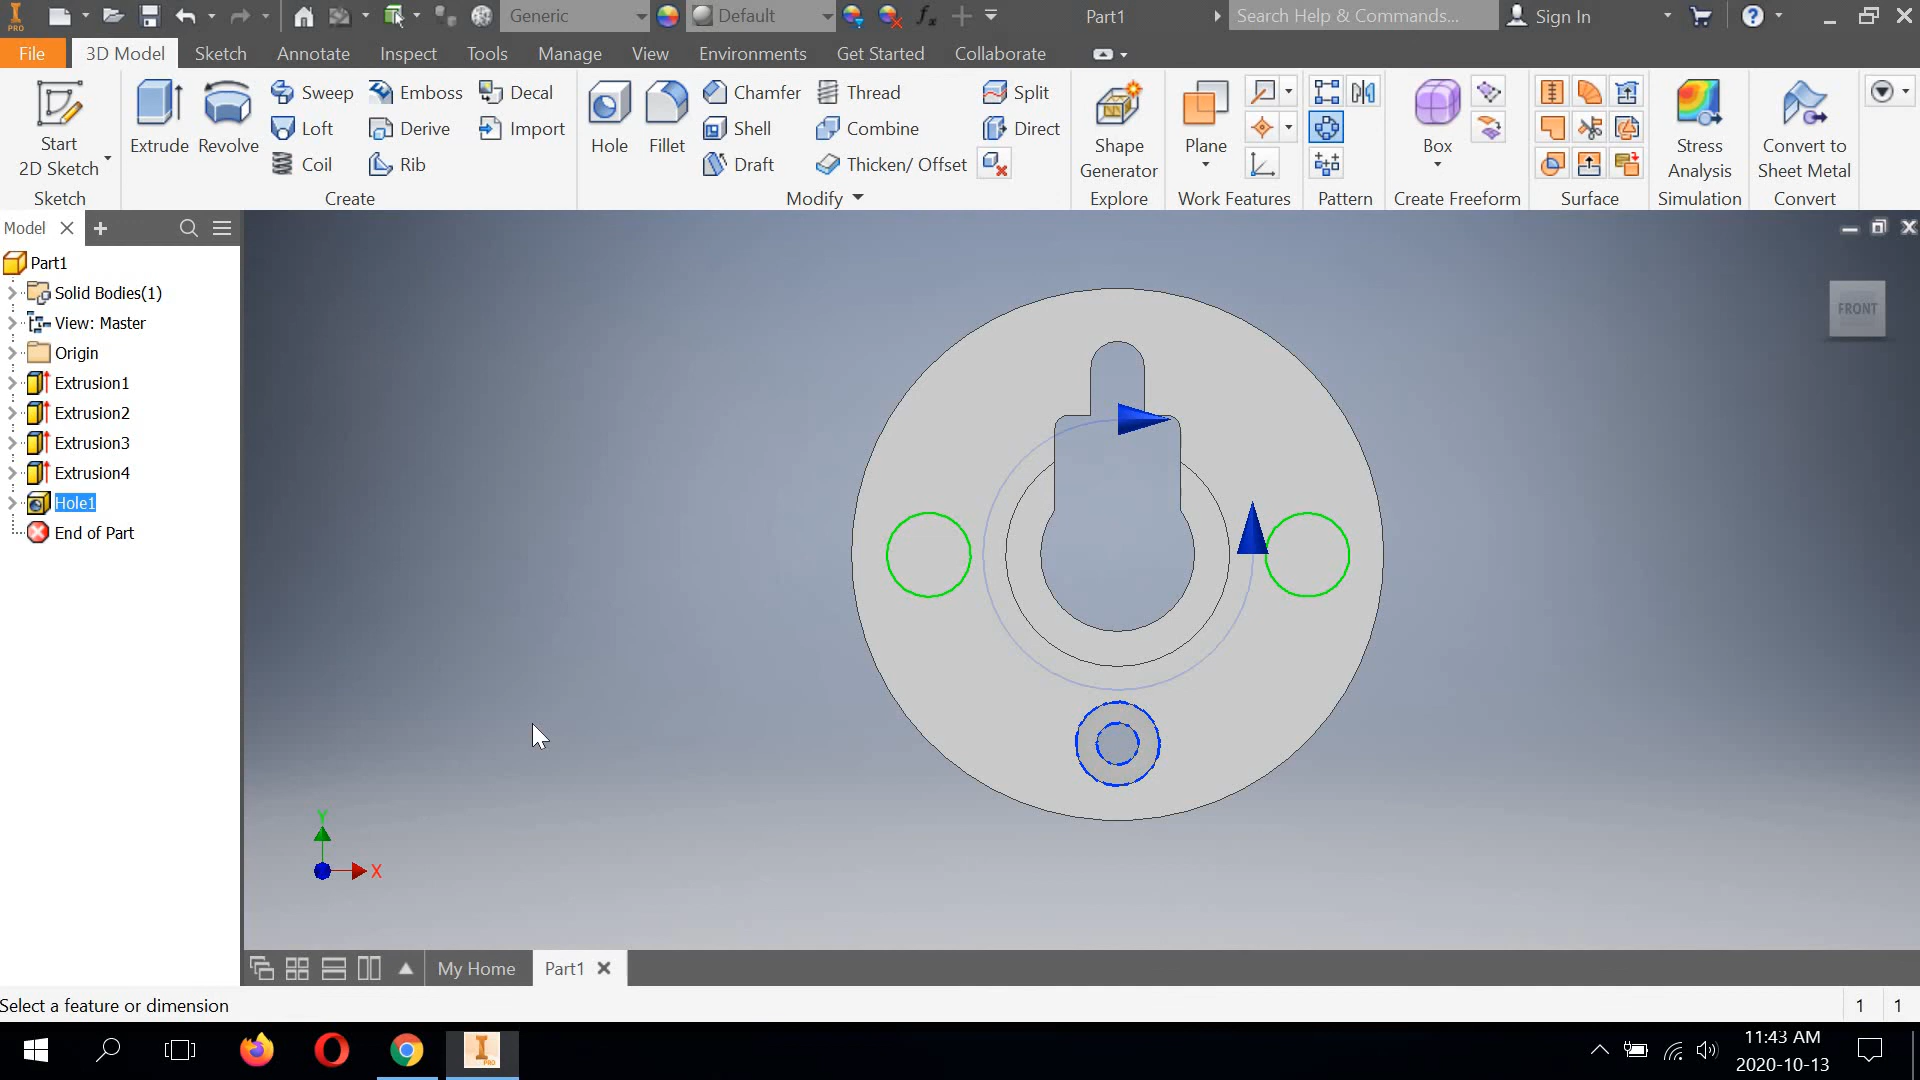 PRO
Generic
Default
fx
Part1
Search Help & Commands...
Sign In
File
3D Model
Sketch
Annotate
Inspect
Tools
Manage
View
Environments
Get Started
Collaborate
Start
2D Sketch
Sketch
Extrude
Revolve
Sweep
Loft
Coil
Emboss
Derive
Rib
Decal
Import
Create
Hole
Fillet
Chamfer
Shell
Draft
Thread
Combine
Thicken/ Offset
Split
Direct
Modify
Shape
Generator
Explore
Plane
Work Features
Pattern
Box
Create Freeform
Surface
Stress
Analysis
Simulation
Convert to
Sheet Metal
Convert
Model
Part1
Solid Bodies(1)
View: Master
Origin
Extrusion1
Extrusion2
Extrusion3
Extrusion4
Hole1
End of Part
FRONT
Y
X
My Home
Part1
Select a feature or dimension
1
1
PRO
11:43 AM
2020-10-13